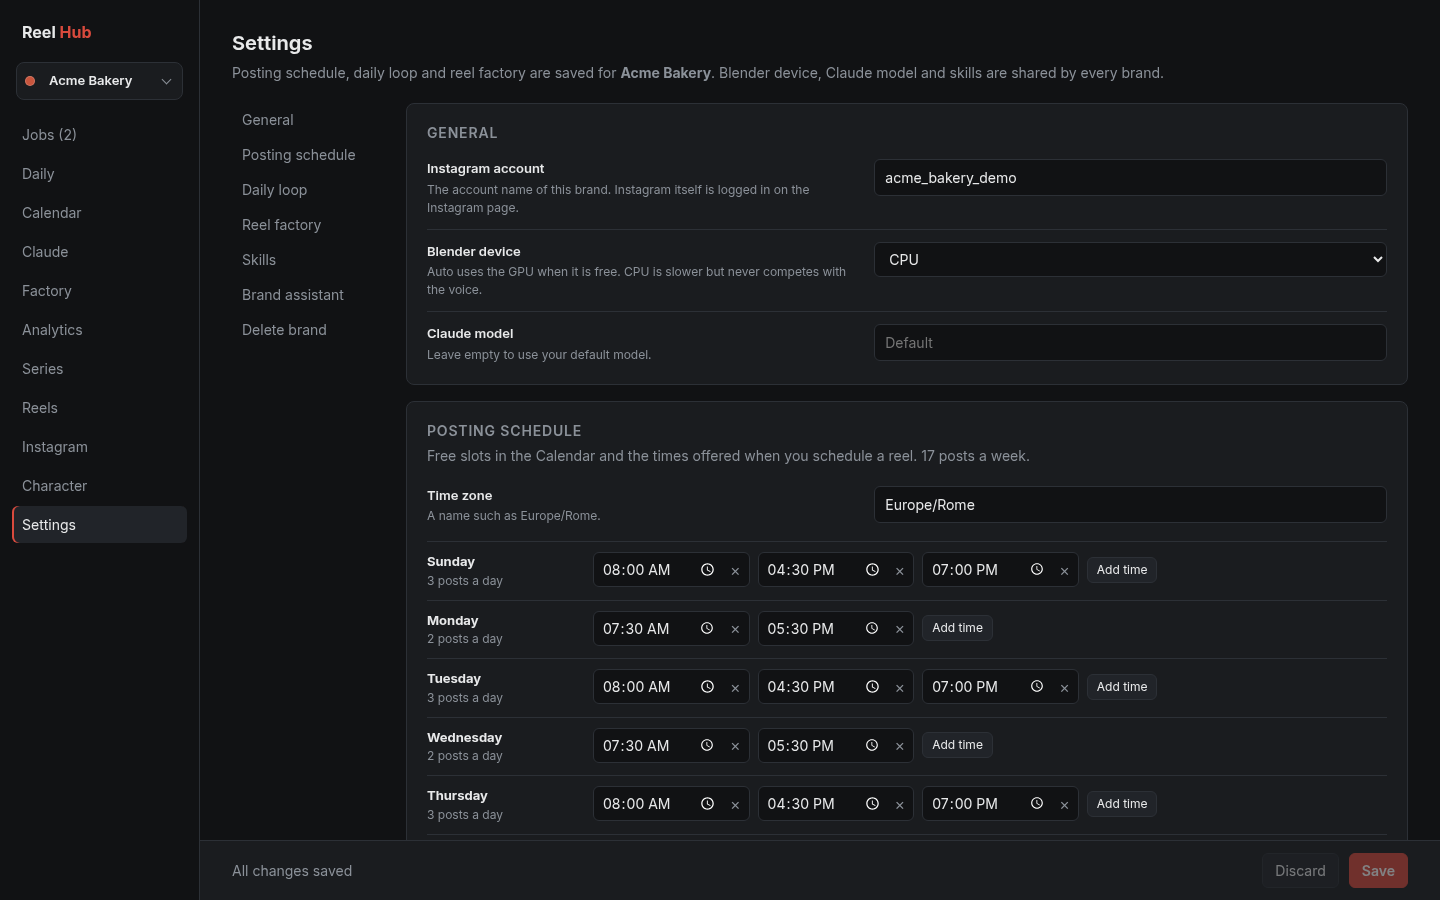 Reel Hub
Acme Bakery
Jobs (2)
Daily
Calendar
Claude
Factory
Analytics
Series
Reels
Instagram
Character
Settings
Settings
Posting schedule, daily loop and reel factory are saved for Acme Bakery. Blender device, Claude model and skills are shared by every brand.
General
Posting schedule
Daily loop
Reel factory
Skills
Brand assistant
Delete brand
GENERAL
Instagram account
The account name of this brand. Instagram itself is logged in on the
Instagram page.
acme_bakery_demo
Blender device
Auto uses the GPU when it is free. CPU is slower but never competes with
the voice.
CPU
Claude model
Leave empty to use your default model.
Default
POSTING SCHEDULE
Free slots in the Calendar and the times offered when you schedule a reel. 17 posts a week.
Time zone
A name such as Europe/Rome.
Europe/Rome
Sunday
3 posts a day
08:00 AM × 04:30 PM × 07:00 PM × Add time
Monday
2 posts a day
07:30 AM × 05:30 PM × Add time
Tuesday
3 posts a day
08:00 AM × 04:30 PM × 07:00 PM × Add time
Wednesday
2 posts a day
07:30 AM × 05:30 PM × Add time
Thursday
3 posts a day
08:00 AM × 04:30 PM × 07:00 PM × Add time
All changes saved
Discard
Save